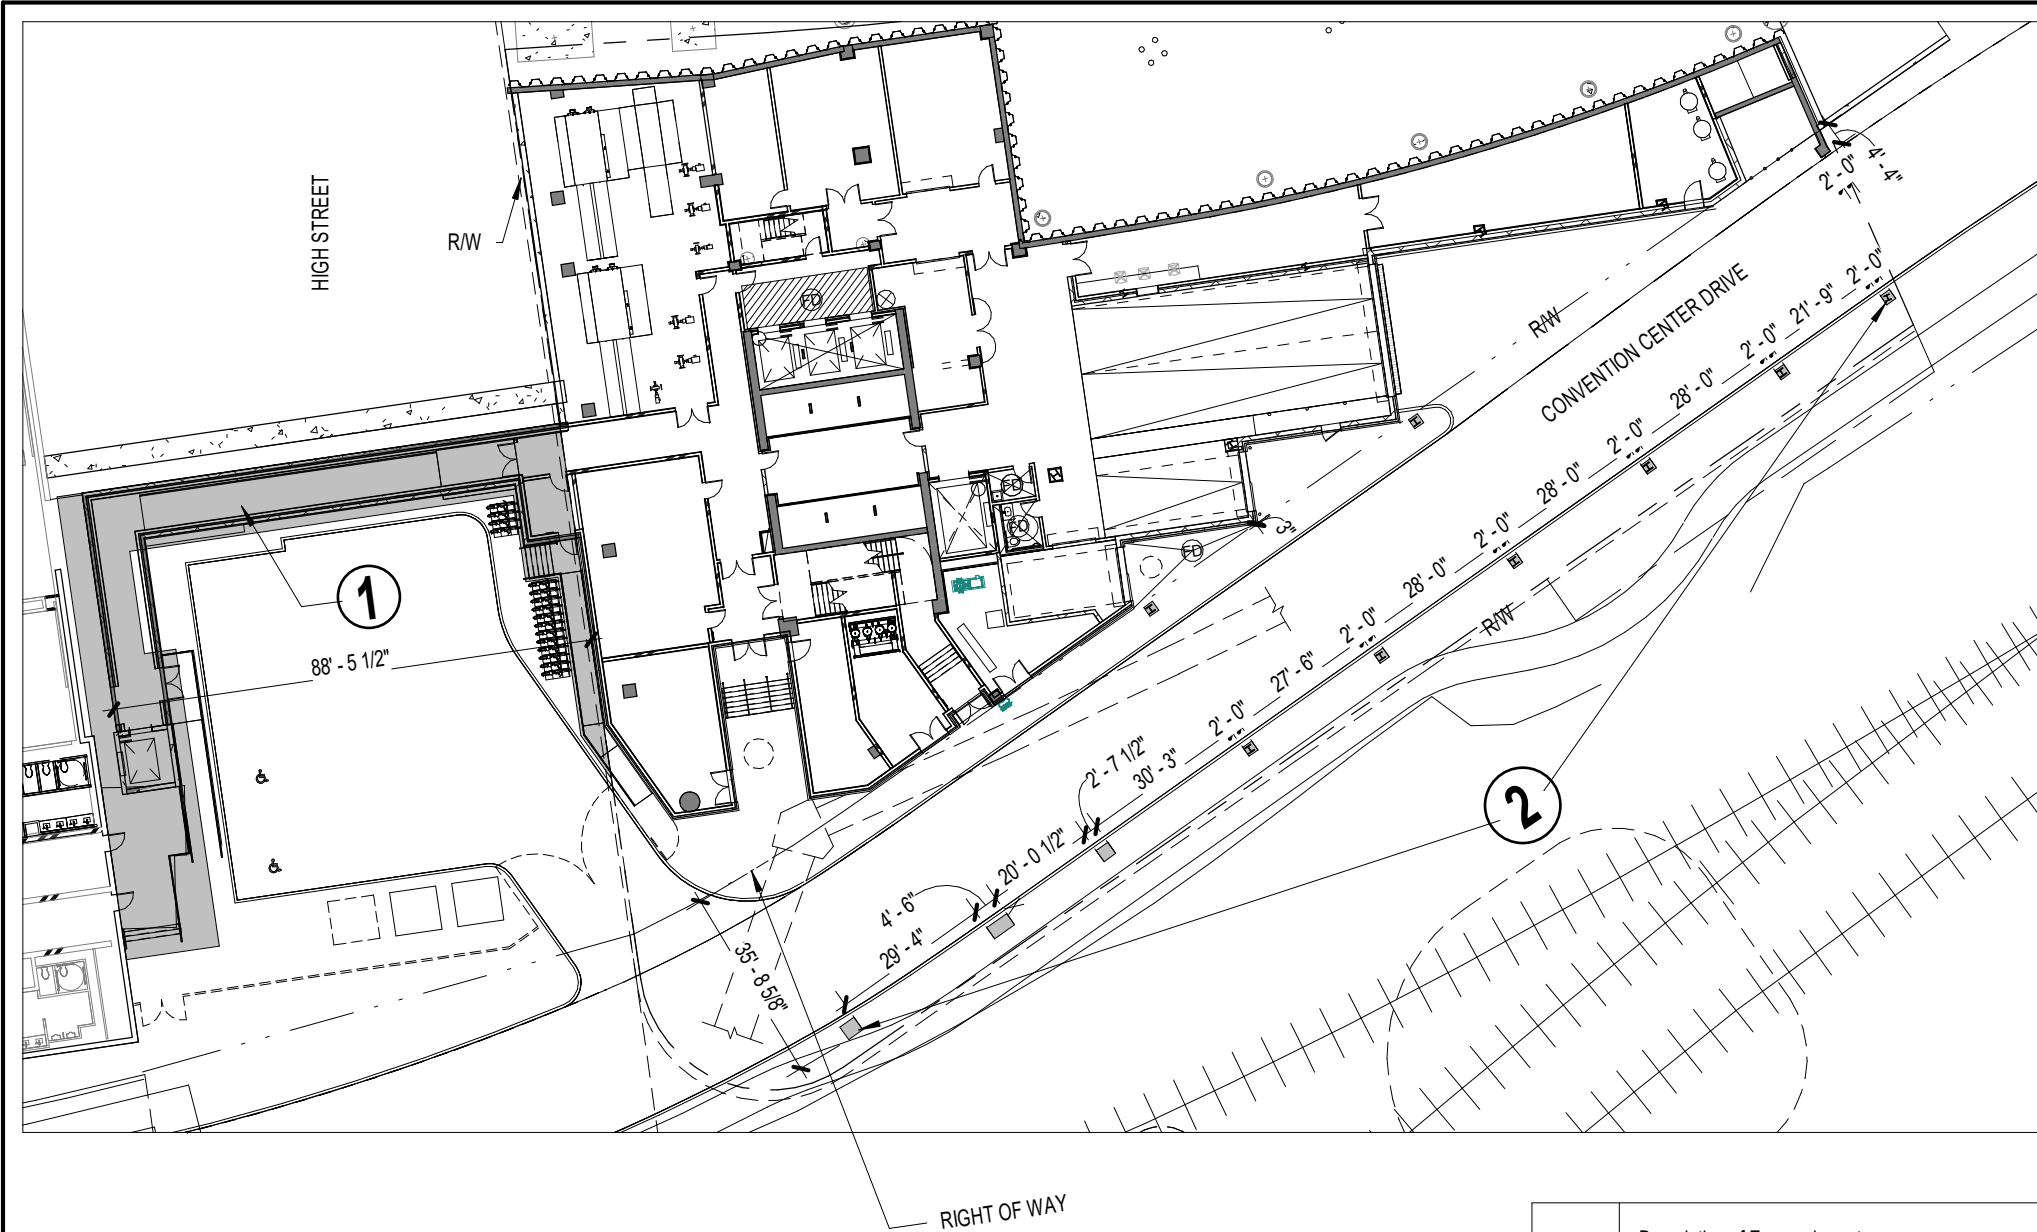 HIGH STREET
R/W
FD
4' - 4"
2' - 0"
2' - 0"
21' - 9"
CONVENTION CENTER DRIVE
R/W
2' - 0"
28' - 0"
2' - 0"
28' - 0"
FD
FD
3"
FD
2' - 0"
28' - 0"
1
88' - 5 1/2"
R/W
2' - 0"
27' - 6"
2' - 0"
2' - 7 1/2"
30' - 3"
2
20' - 0 1/2"
4' - 6"
29' - 4"
35' - 8 5/8"
RIGHT OF WAY